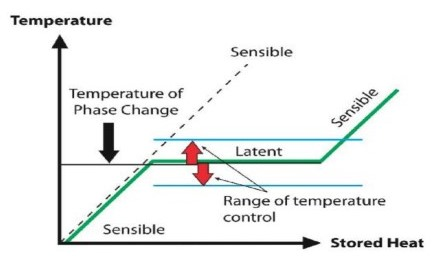 Temperature
Sensible
Temperature of
Phase Change
Sensible
Latent
Range of temperature
control
Sensible
Stored Heat